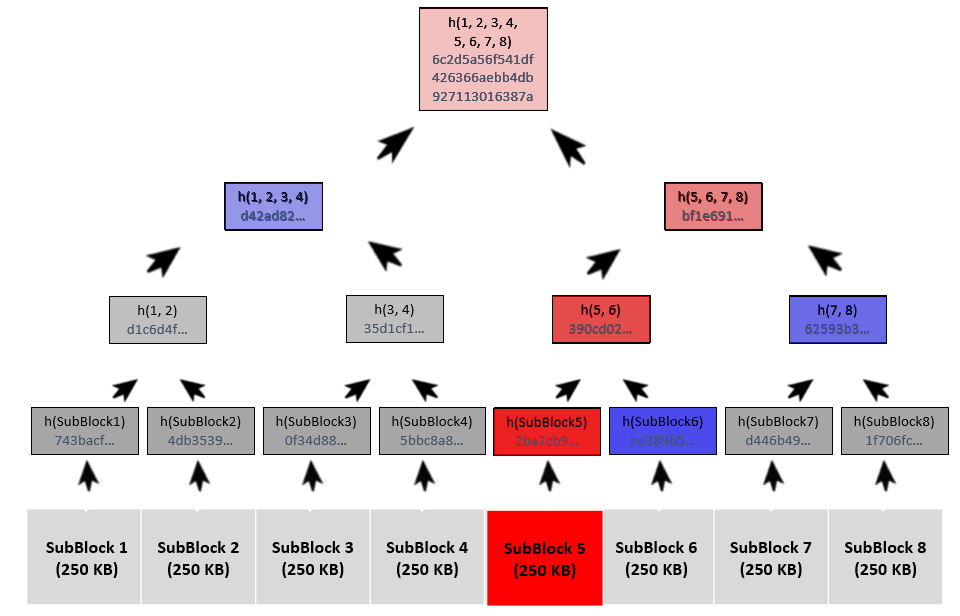 h(1, 2, 3, 4,
5, 6, 7, 8)
6c2d5a56f541df
426366aebb4db
927113016387a
h(1, 2, 3, 4)
d42ad82...
h(5, 6, 7, 8)
bf1e691...
h(1, 2)
d1c6d4f...
h(3, 4)
35d1cf1...
h(5, 6)
390cd02...
h(7, 8)
62593b3...
h(SubBlock1)
743bacf...
h(SubBlock2)
4db3539...
h(SubBlock3)
0f34d88...
h(SubBlock4)
5bbc8a8...
h(SubBlock5)
2ba7cb9...
h(SubBlock6)
ee389b5...
h(SubBlock7)
d446b49...
h(SubBlock8)
1f706fc...
SubBlock 1
(250 KB)
SubBlock 2
(250 KB)
SubBlock 3
(250 KB)
SubBlock 4
(250 KB)
SubBlock 5
(250 KB)
SubBlock 6
(250 KB)
SubBlock 7
(250 KB)
SubBlock 8
(250 KB)